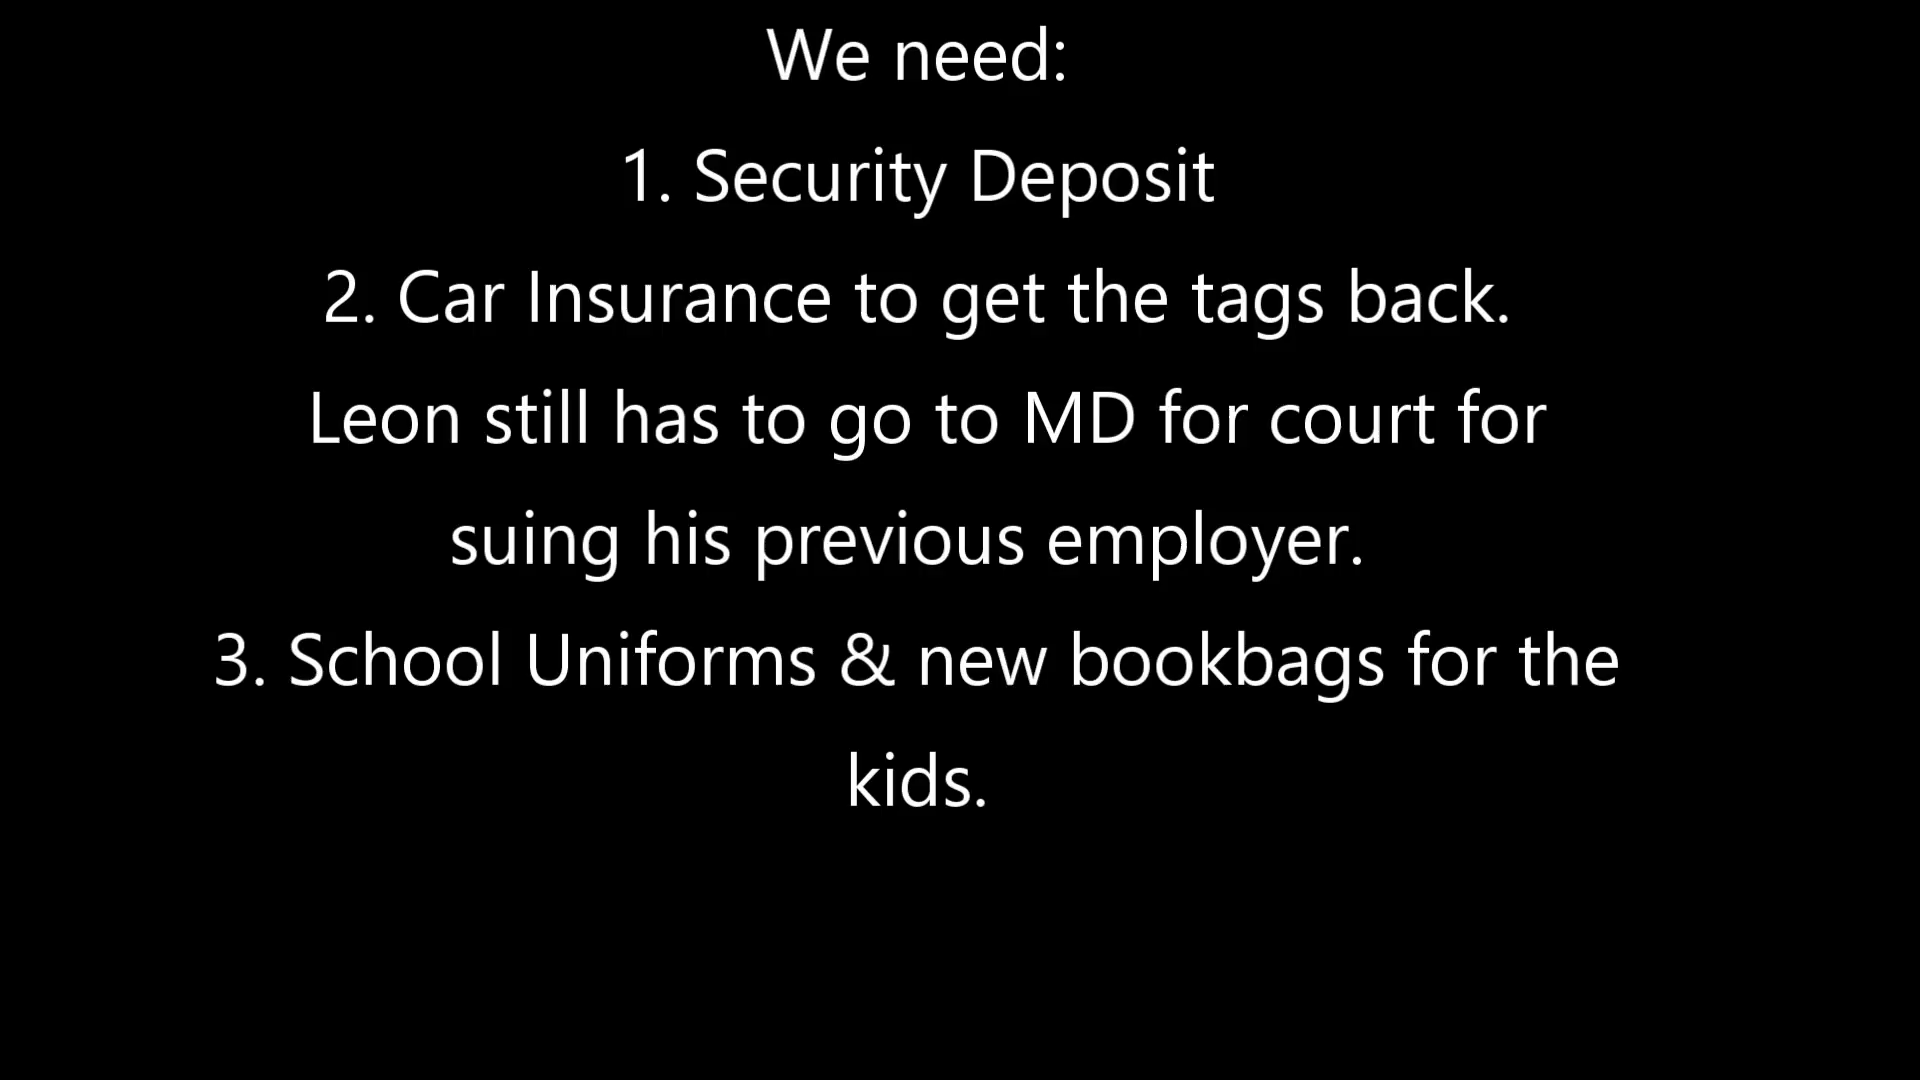 We need:
1. Security Deposit
2. Car Insurance to get the tags back.
Leon still has to go to MD for court for
suing his previous employer.
3. School Uniforms & new bookbags for the
kids.